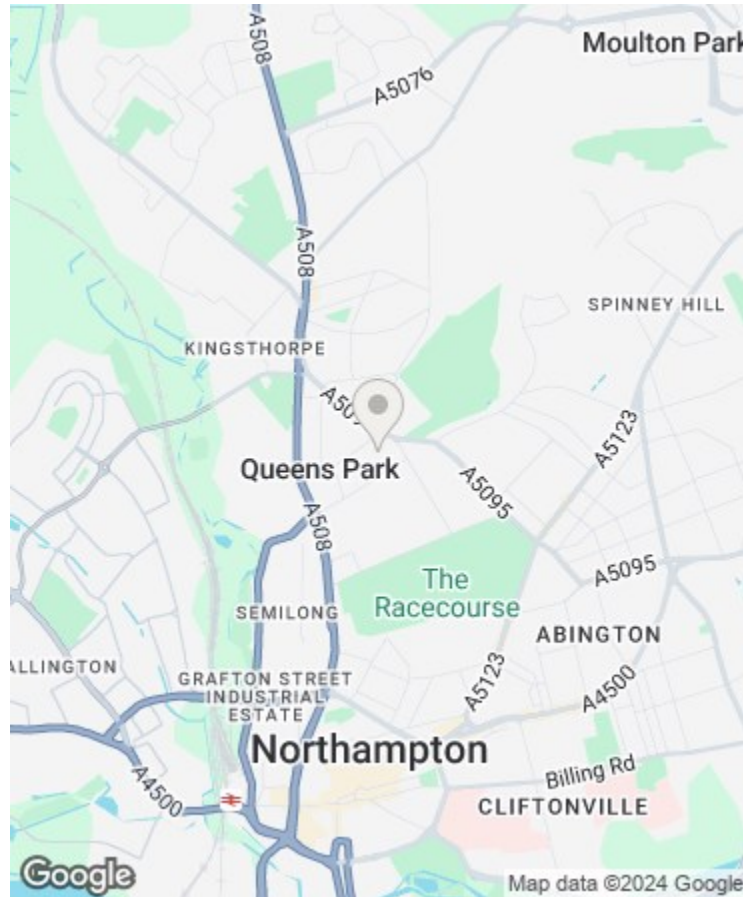 A508
Moulton Park
A5076
A508
SPINNEY HILL
KINGSTHORPE
A5123
Queens Park
A5095
A508
The
Racecourse
A5095
SEMILONG
ABINGTON
ALLINGTON
GRAFTON STREET
INDUSTRIAL
ESTATE
A5123
A4500
Northampton
A4500
Billing Rd
CLIFTONVILLE
Google
Map data ©2024 Google